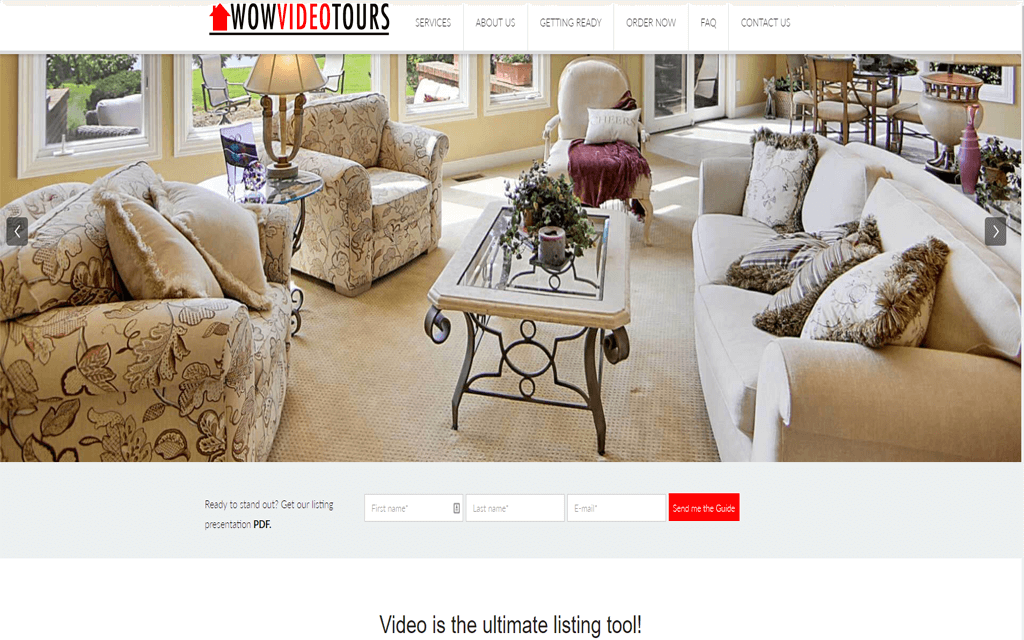 WOWVIDEOTOURS
SERVICES
ABOUT US
GETTING READY
ORDER NOW
FAQ
CONTACT US
CHEERS
Ready to stand out? Get our listing
presentation PDF.
First name*
Last name*
E-mail*
Send me the Guide
Video is the ultimate listing tool!